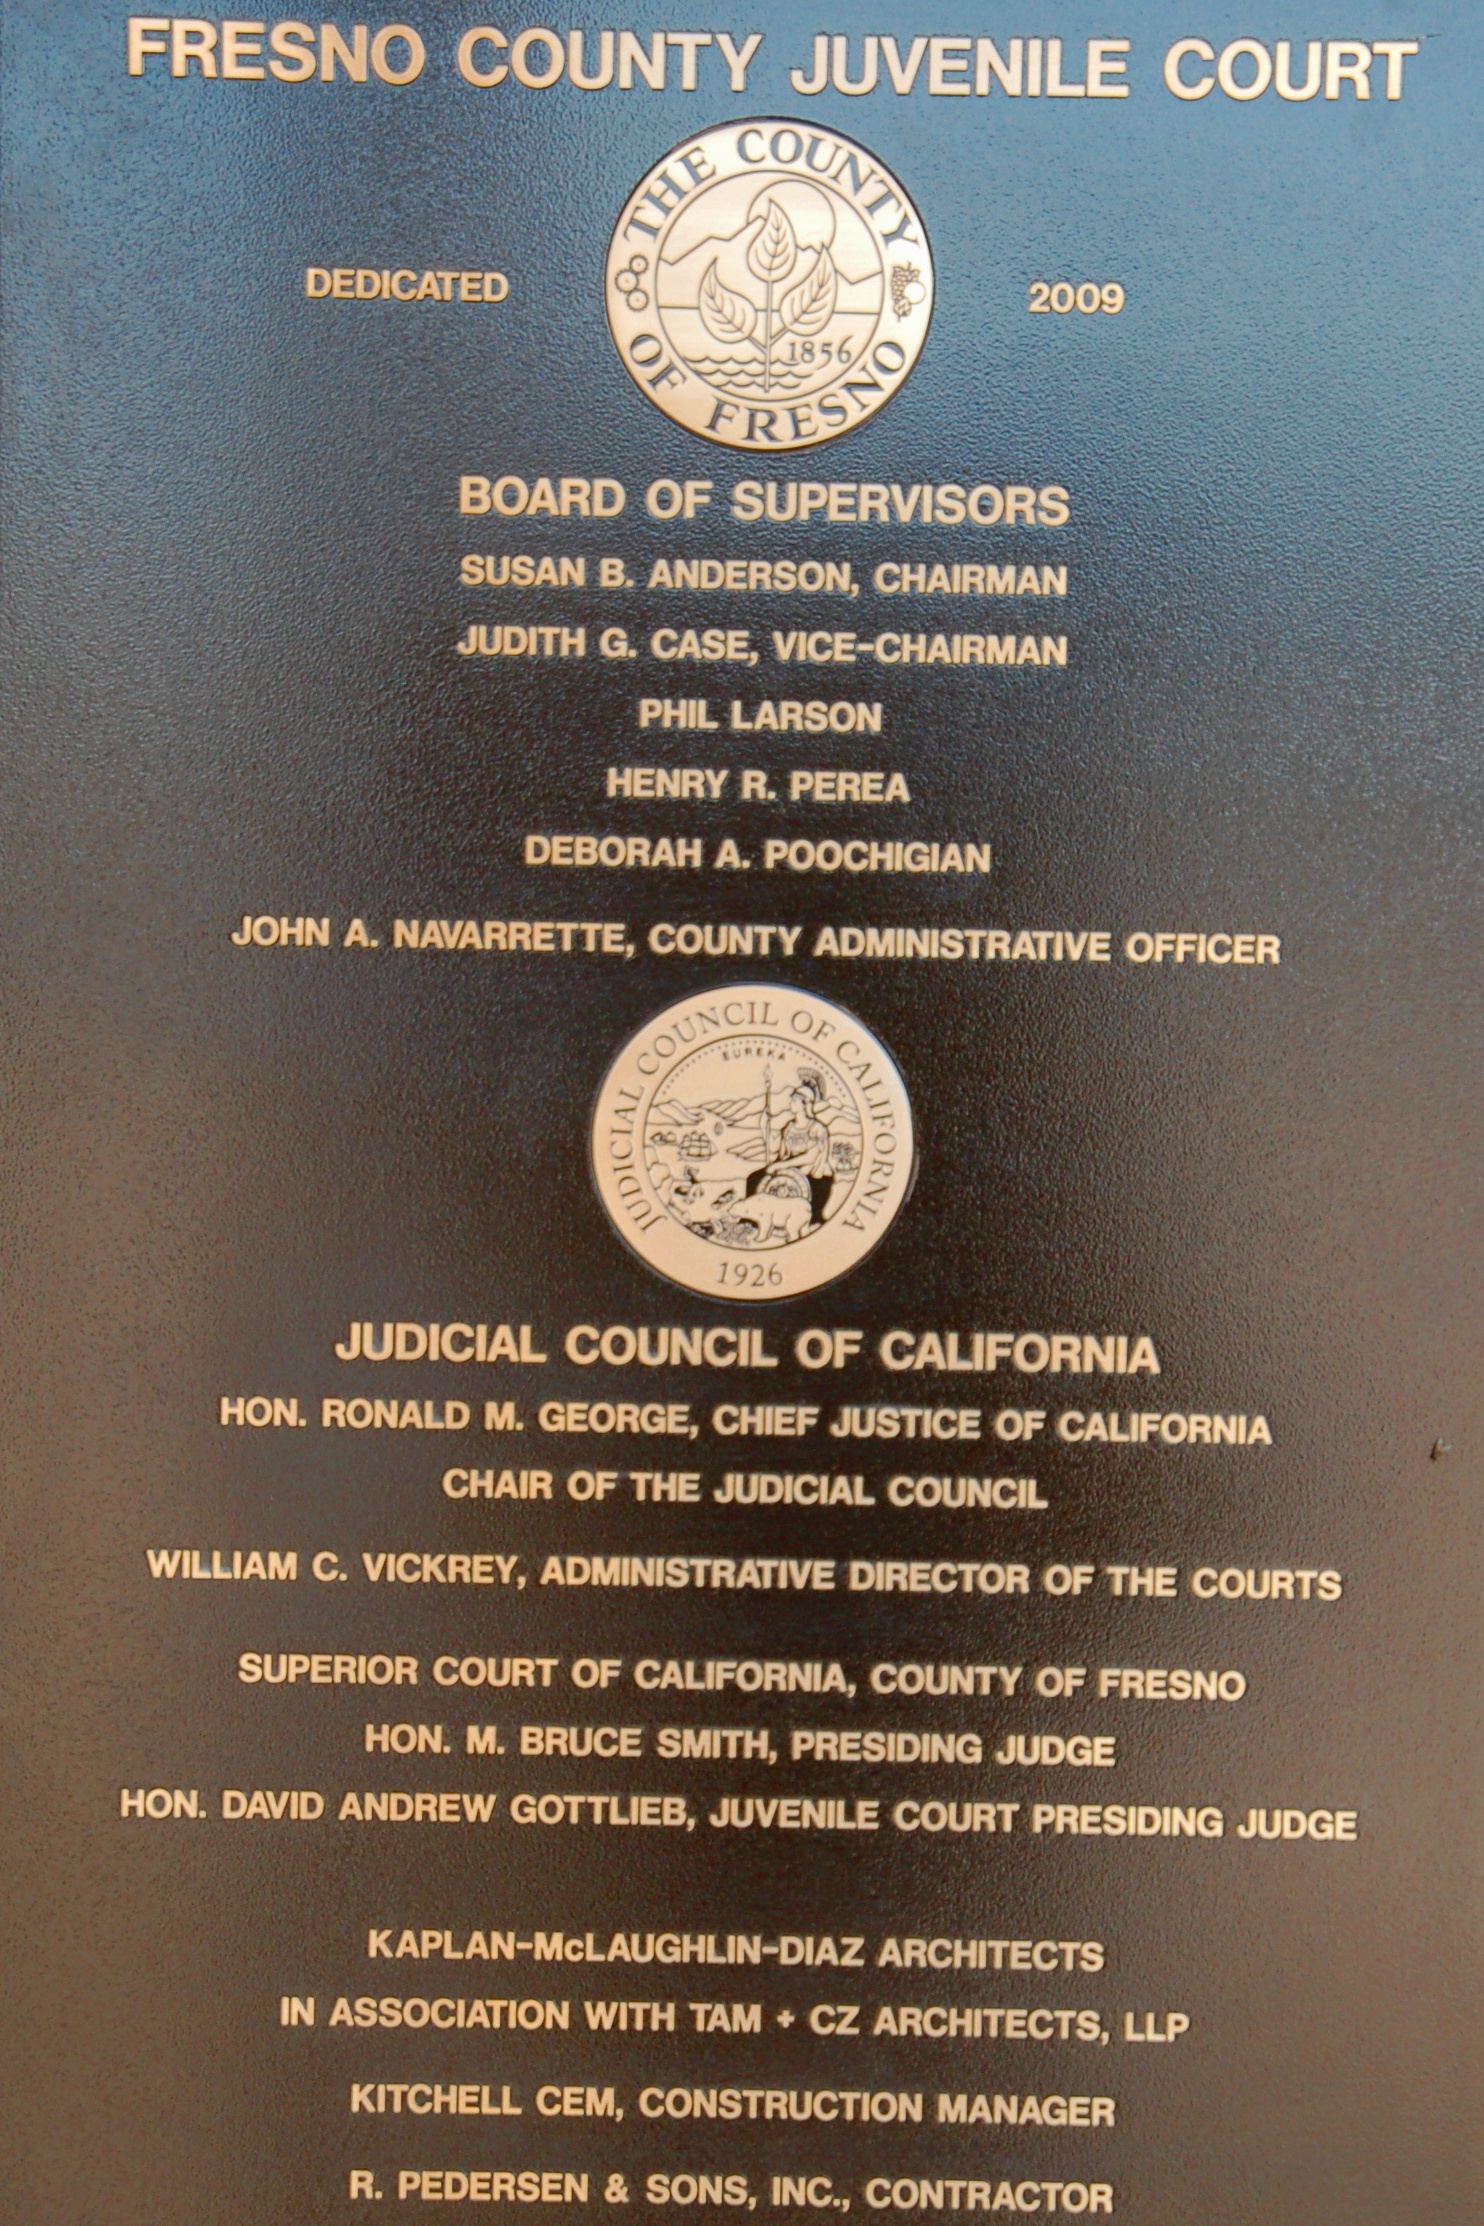 FRESNO COUNTY JUVENILE COURT
THE COUNTY
OF FRESNO
1856
DEDICATED 2009
BOARD OF SUPERVISORS
SUSAN B. ANDERSON, CHAIRMAN
JUDITH G. CASE, VICE-CHAIRMAN
PHIL LARSON
HENRY R. PEREA
DEBORAH A. POOCHIGIAN
JOHN A. NAVARRETTE, COUNTY ADMINISTRATIVE OFFICER
JUDICIAL COUNCIL OF CALIFORNIA
EUREKA
1926
JUDICIAL COUNCIL OF CALIFORNIA
HON. RONALD M. GEORGE, CHIEF JUSTICE OF CALIFORNIA
CHAIR OF THE JUDICIAL COUNCIL
WILLIAM C. VICKREY, ADMINISTRATIVE DIRECTOR OF THE COURTS
SUPERIOR COURT OF CALIFORNIA, COUNTY OF FRESNO
HON. M. BRUCE SMITH, PRESIDING JUDGE
HON. DAVID ANDREW GOTTLIEB, JUVENILE COURT PRESIDING JUDGE
KAPLAN-McLAUGHLIN-DIAZ ARCHITECTS
IN ASSOCIATION WITH TAM + CZ ARCHITECTS, LLP
KITCHELL CEM, CONSTRUCTION MANAGER
R. PEDERSEN & SONS, INC., CONTRACTOR